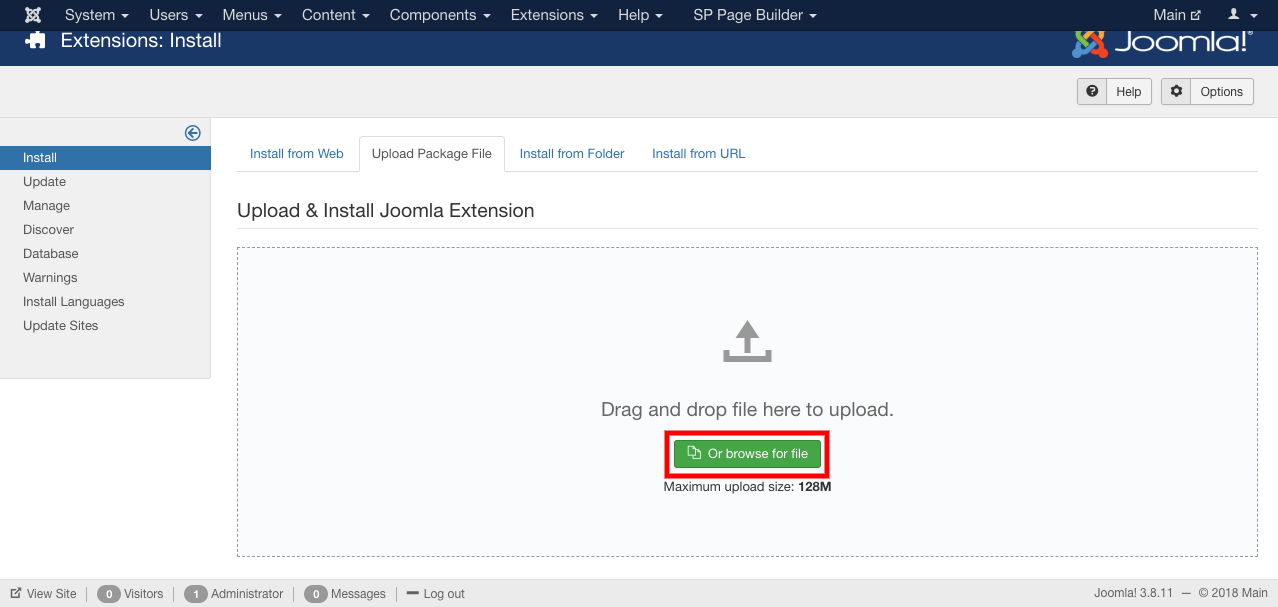 System Users Menus Content Components Extensions Help SP Page Builder Main
Extensions: Install
Joomla!®
Help Options
Install
Update
Manage
Discover
Database
Warnings
Install Languages
Update Sites
Install from Web Upload Package File Install from Folder Install from URL
Upload & Install Joomla Extension
Drag and drop file here to upload.
Or browse for file
Maximum upload size: 128M
View Site 0 Visitors 1 Administrator 0 Messages Log out Joomla! 3.8.11 — © 2018 Main